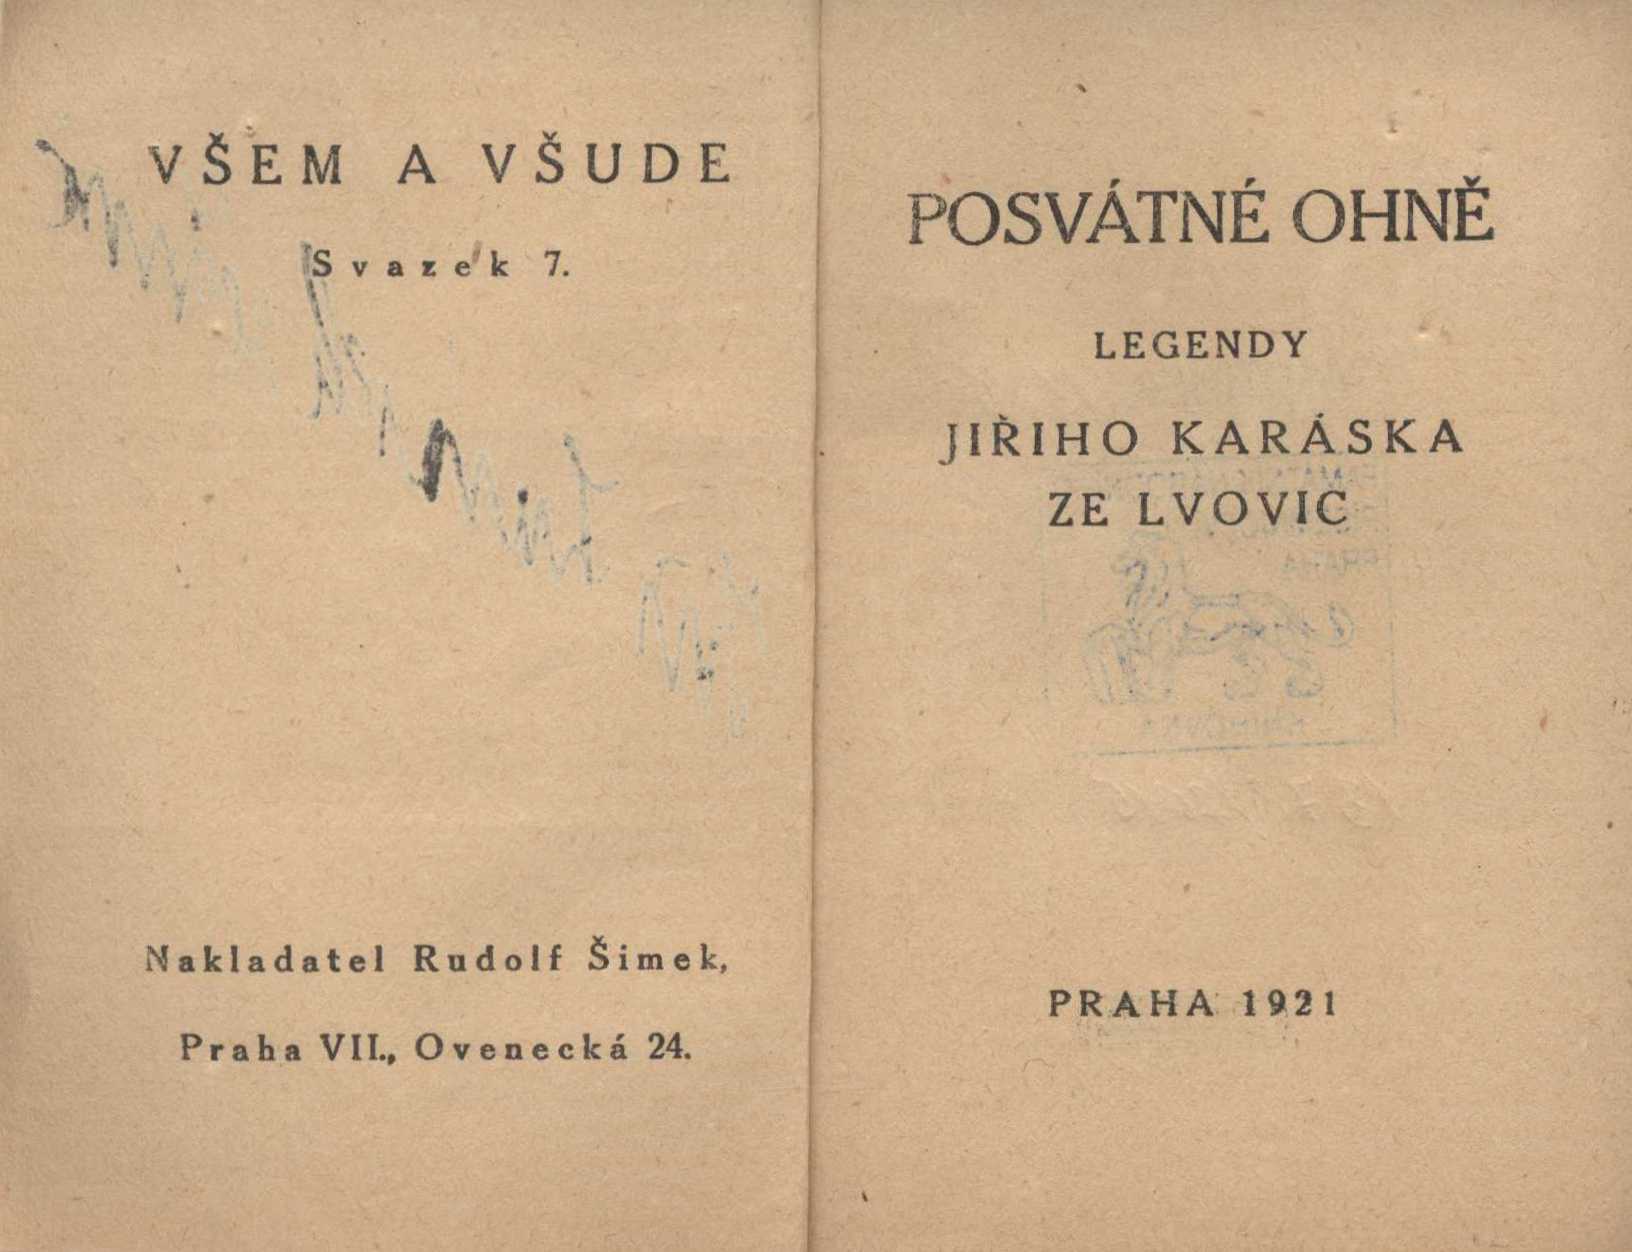 VŠEM A VŠUDE
Svazek 7.
Nakladatel Rudolf Šimek,
Praha VII., Ovenecká 24.
POSVÁTNÉ OHNĚ
LEGENDY
JIŘIHO KARÁSKA
ZE LVOVIC
PRAHA 1921